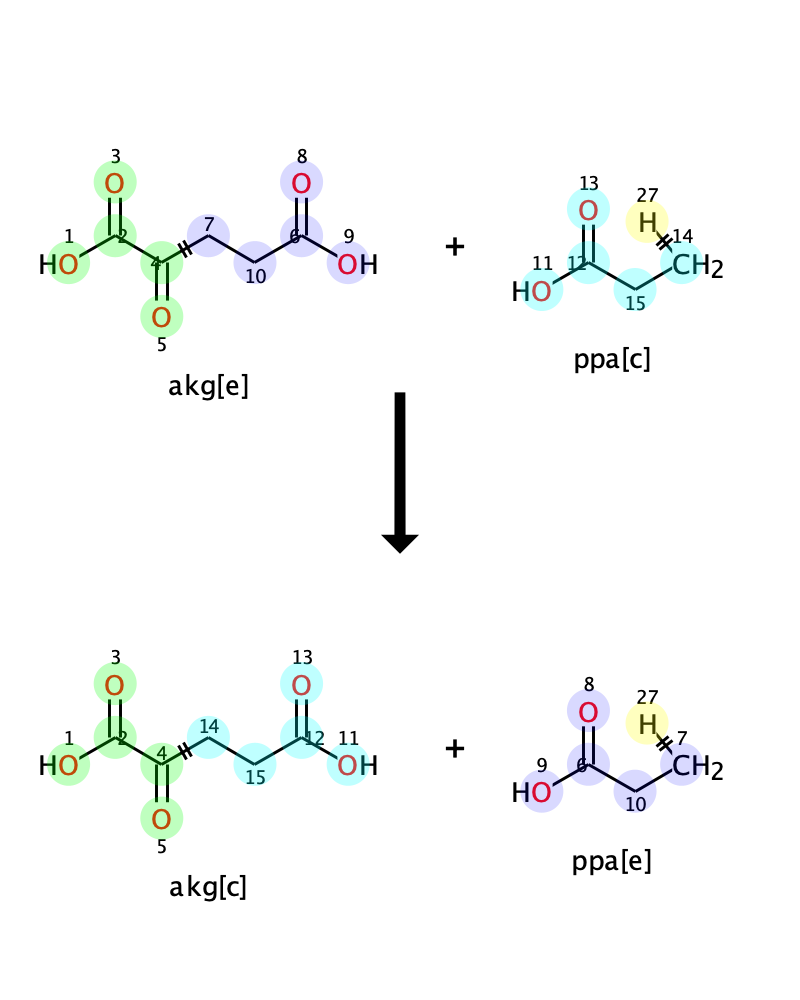 3 8
O O
1 2 4 7 10 6 9
HO OH
O
5
akg[e]
+
13 27
O H
11 12 15 14
HO CH2
ppa[c]
3 13
O O
1 2 4 14 15 12 11
HO OH
O
5
akg[c]
+
8 27
O H
9 6 10 7
HO CH2
ppa[e]